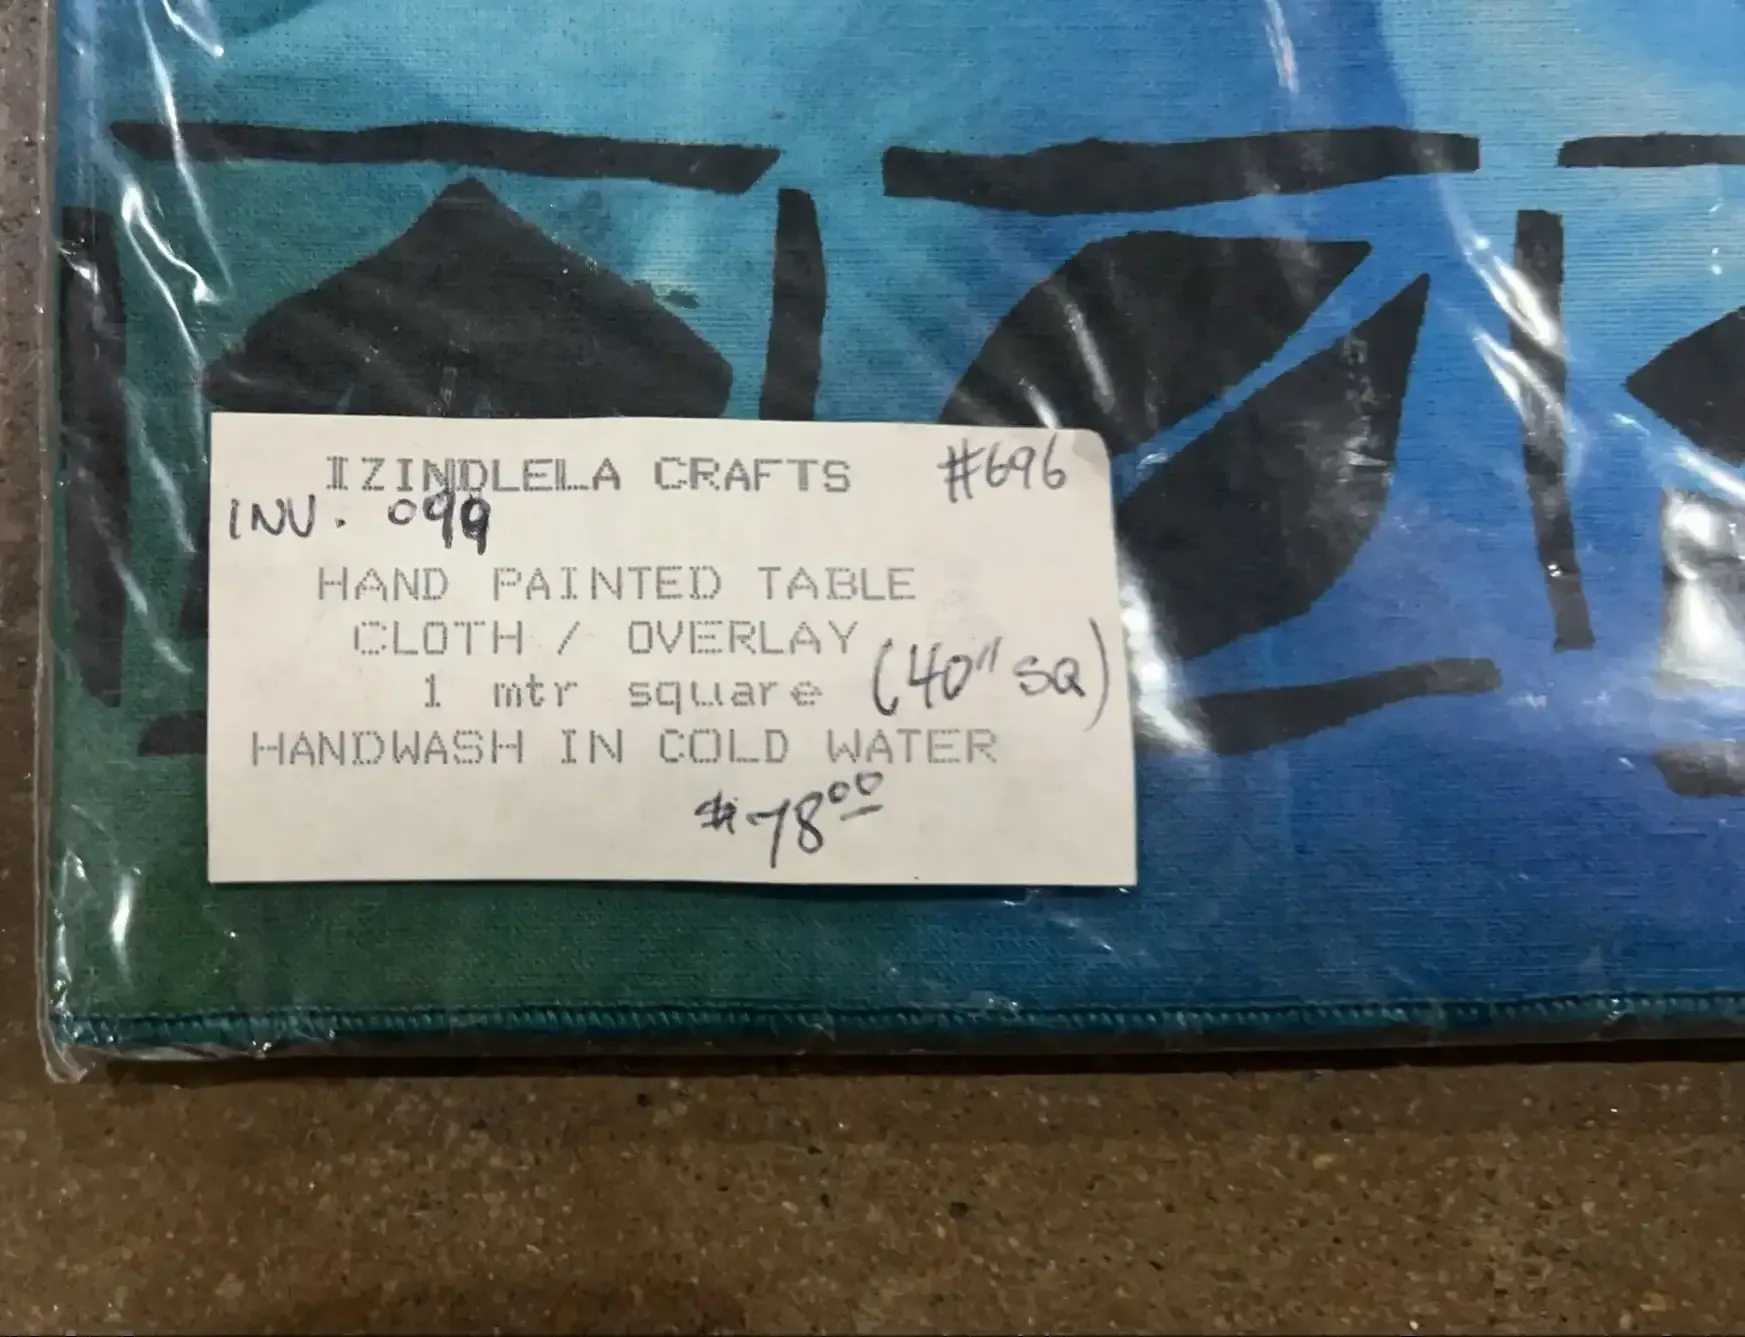 IZINDLELA CRAFTS #696
INV. 099
HAND PAINTED TABLE
CLOTH / OVERLAY
1 mtr square (40" SQ)
HANDWASH IN COLD WATER
$78.00